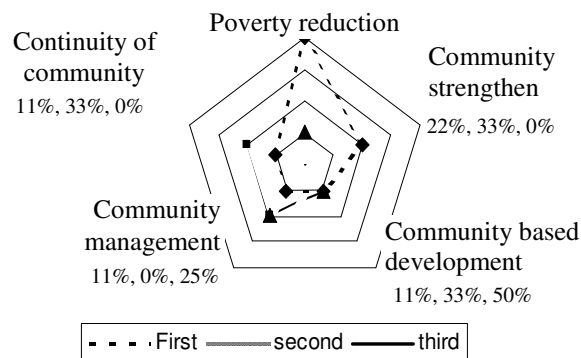 Poverty reduction
Continuity of
community
11%, 33%, 0%
Community
strengthen
22%, 33%, 0%
Community
management
11%, 0%, 25%
Community based
development
11%, 33%, 50%
First second third